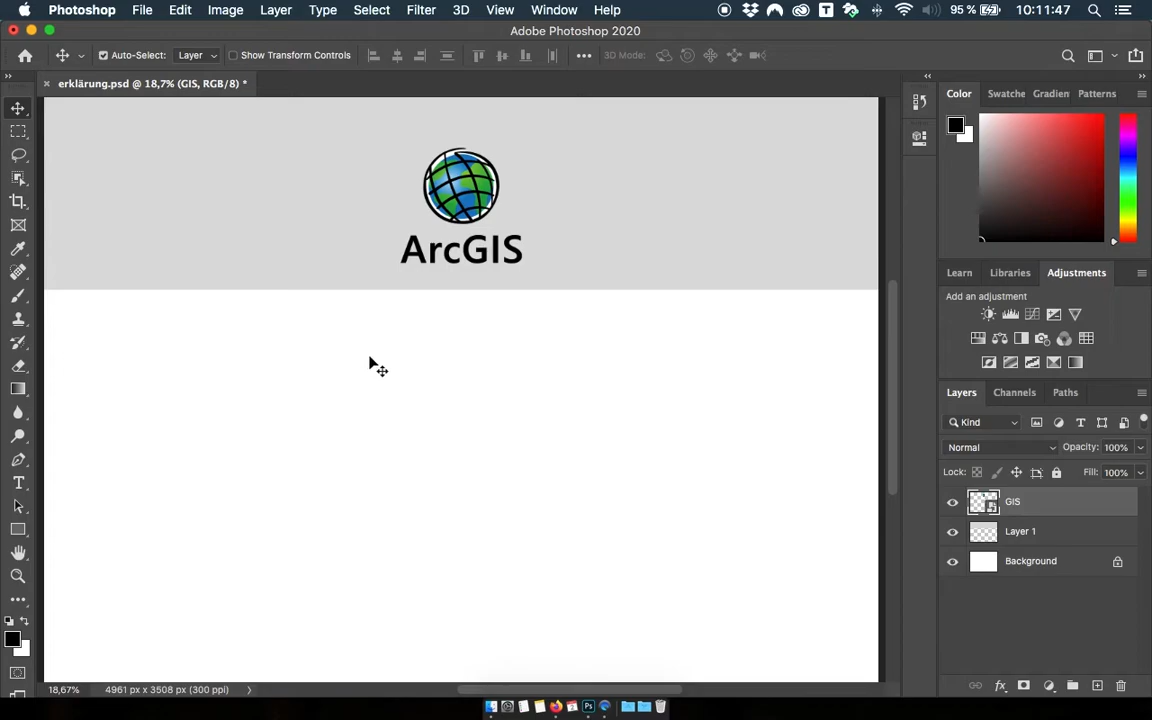 Photoshop File Edit Image Layer Type Select Filter 3D View Window Help 95 % 10:11:47
Adobe Photoshop 2020
Auto-Select: Layer Show Transform Controls 3D Mode:
erklärung.psd @ 18,7% (GIS, RGB/8) *
Color Swatche Gradien Patterns
ArcGIS
Learn Libraries Adjustments
Add an adjustment
Layers Channels Paths
Kind
Normal Opacity: 100%
Lock: Fill: 100%
GIS
Layer 1
Background
18,67% 4961 px x 3508 px (300 ppi)